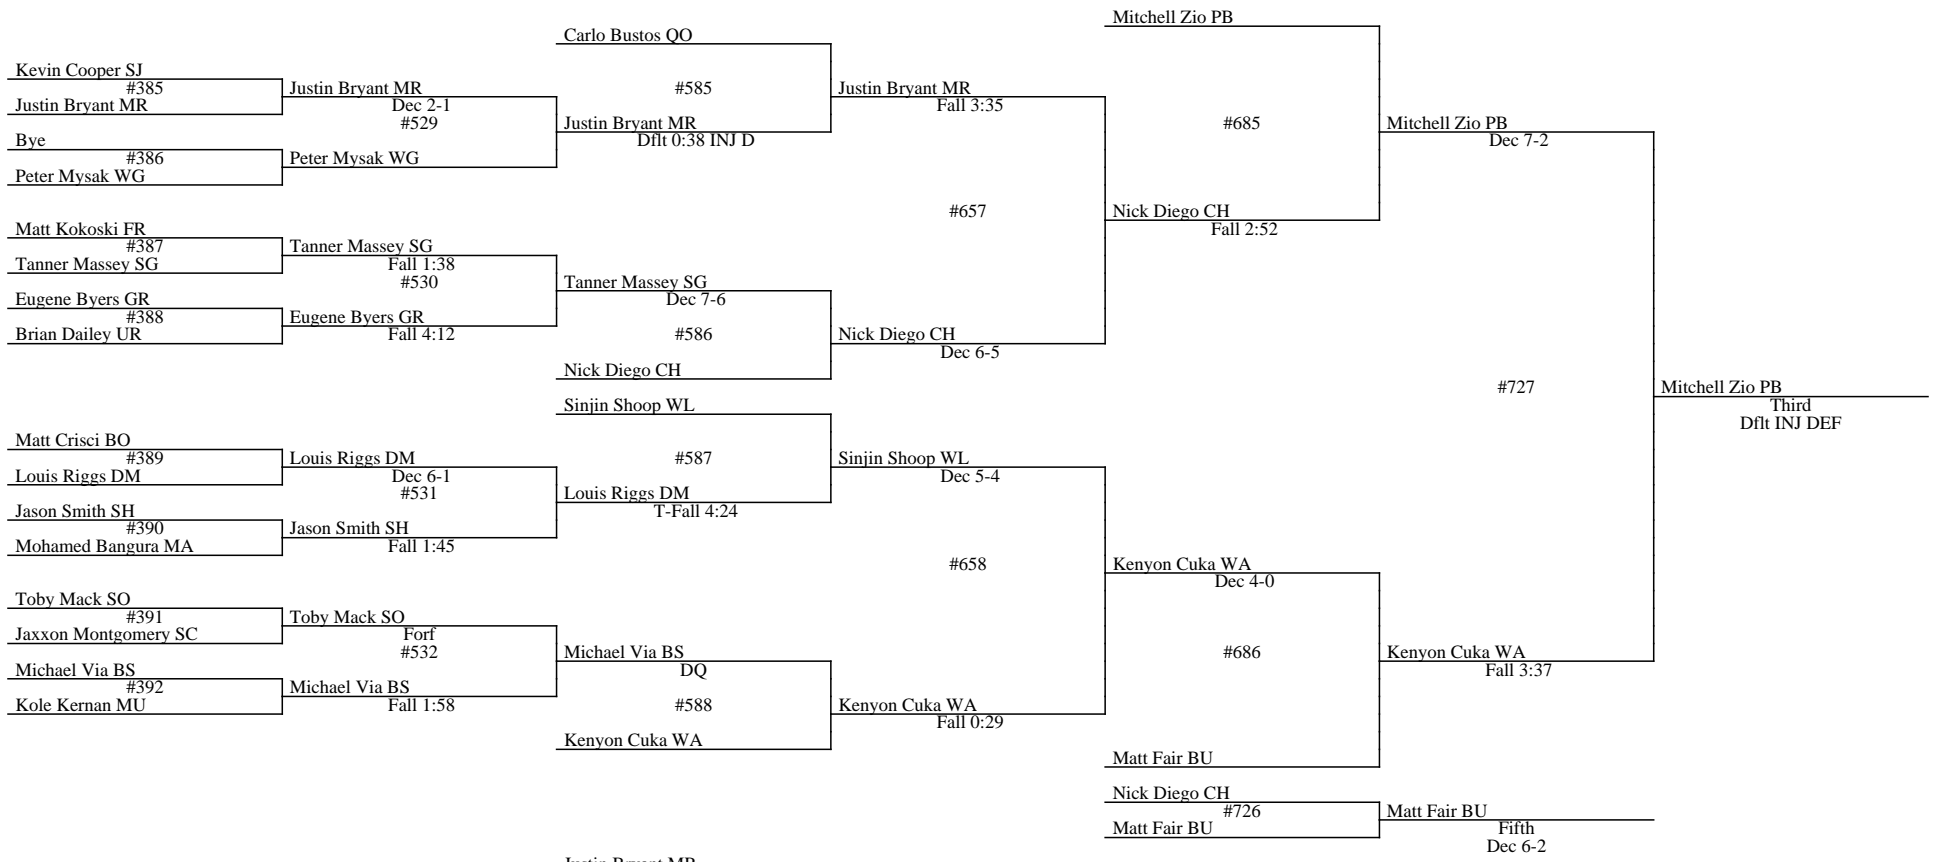 Mitchell Zio PB
Carlo Bustos QO
Kevin Cooper SJ
#385
Justin Bryant MR
Justin Bryant MR
Dec 2-1
#529
#585
Justin Bryant MR
Fall 3:35
#685
Mitchell Zio PB
Dec 7-2
Justin Bryant MR
Dflt 0:38 INJ D
Bye
#386
Peter Mysak WG
Peter Mysak WG
#657
Nick Diego CH
Fall 2:52
Matt Kokoski FR
#387
Tanner Massey SG
Tanner Massey SG
Fall 1:38
#530
Tanner Massey SG
Dec 7-6
Eugene Byers GR
#388
Brian Dailey UR
Eugene Byers GR
Fall 4:12
#586
Nick Diego CH
Dec 6-5
Nick Diego CH
#727
Mitchell Zio PB
Third
Dflt INJ DEF
Sinjin Shoop WL
Matt Crisci BO
#389
Louis Riggs DM
Louis Riggs DM
Dec 6-1
#531
#587
Sinjin Shoop WL
Dec 5-4
Louis Riggs DM
T-Fall 4:24
Jason Smith SH
#390
Mohamed Bangura MA
Jason Smith SH
Fall 1:45
#658
Kenyon Cuka WA
Dec 4-0
Toby Mack SO
#391
Jaxxon Montgomery SC
Toby Mack SO
Forf
#532
Michael Via BS
DQ
#686
Kenyon Cuka WA
Fall 3:37
Michael Via BS
#392
Kole Kernan MU
Michael Via BS
Fall 1:58
#588
Kenyon Cuka WA
Fall 0:29
Kenyon Cuka WA
Matt Fair BU
Nick Diego CH
#726
Matt Fair BU
Matt Fair BU
Fifth
Dec 6-2
Justin Bryant MR